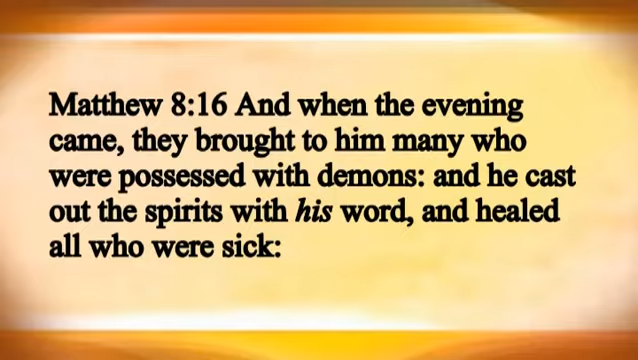 Matthew 8:16 And when the evening
came, they brought to him many who
were possessed with demons: and he cast
out the spirits with his word, and healed
all who were sick: